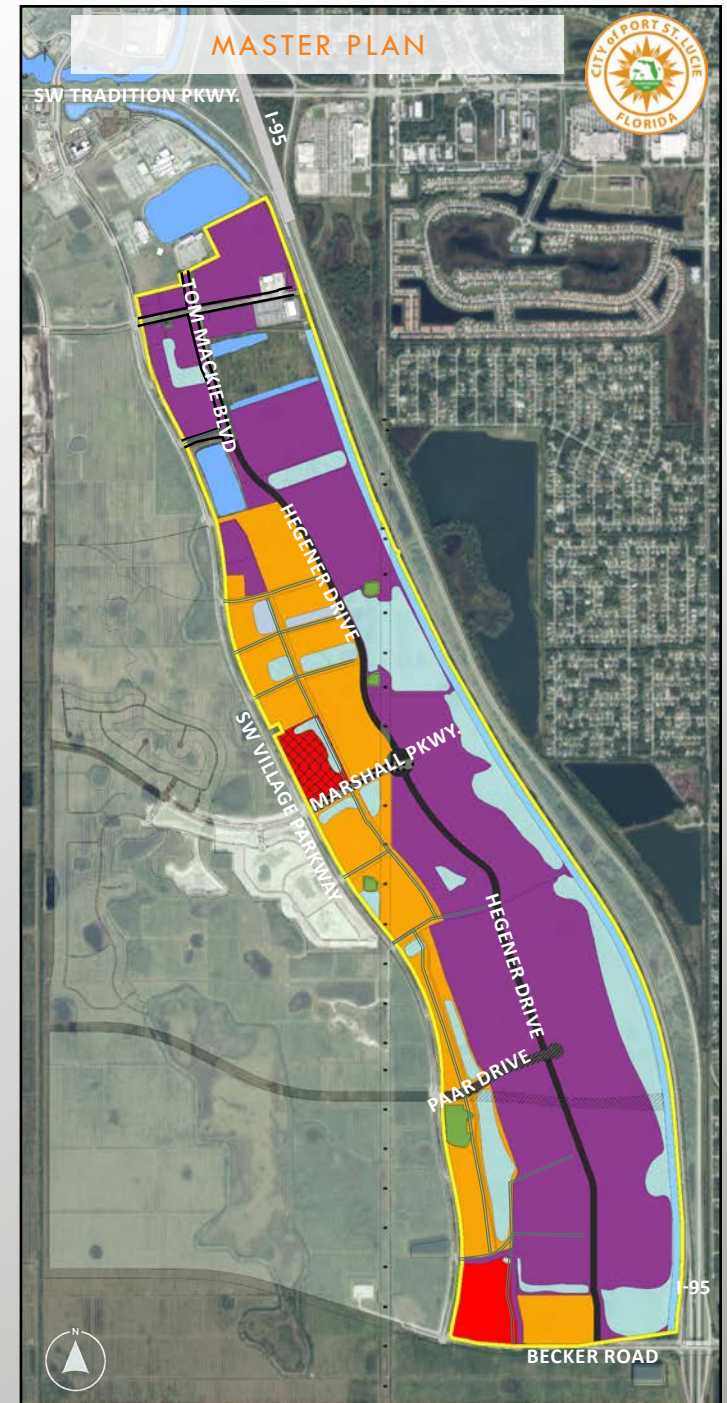 MASTER PLAN
CITY of PORT ST. LUCIE
FLORIDA
SW TRADITION PKWY.
I-95
TOM MACKIE BLVD
HEGENER DRIVE
SW VILLAGE PARKWAY
MARSHALL PKWY.
HEGENER DRIVE
PAAR DRIVE
I-95
BECKER ROAD
N